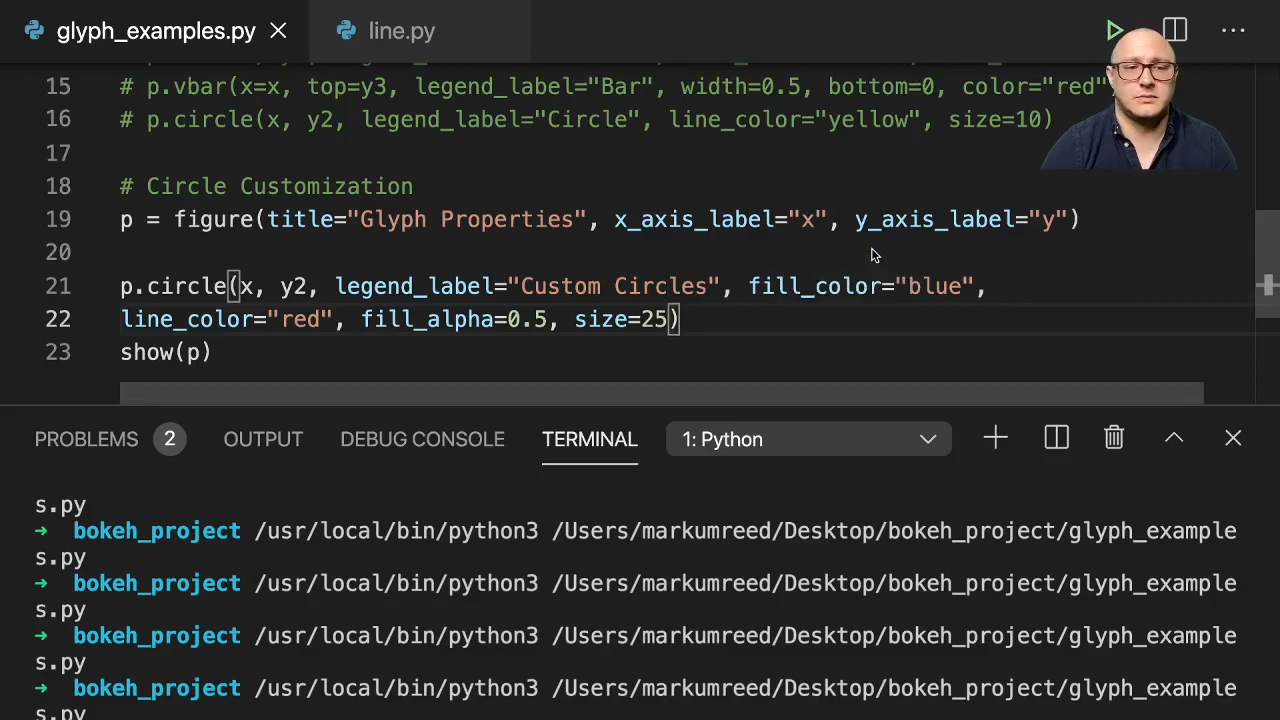 glyph_examples.py line.py
15 # p.vbar(x=x, top=y3, legend_label="Bar", width=0.5, bottom=0, color="red"
16 # p.circle(x, y2, legend_label="Circle", line_color="yellow", size=10)
17
18 # Circle Customization
19 p = figure(title="Glyph Properties", x_axis_label="x", y_axis_label="y")
20
21 p.circle(x, y2, legend_label="Custom Circles", fill_color="blue",
22 line_color="red", fill_alpha=0.5, size=25)
23 show(p)
PROBLEMS 2 OUTPUT DEBUG CONSOLE TERMINAL 1: Python
s.py
➜ bokeh_project /usr/local/bin/python3 /Users/markumreed/Desktop/bokeh_project/glyph_example
s.py
➜ bokeh_project /usr/local/bin/python3 /Users/markumreed/Desktop/bokeh_project/glyph_example
s.py
➜ bokeh_project /usr/local/bin/python3 /Users/markumreed/Desktop/bokeh_project/glyph_example
s.py
➜ bokeh_project /usr/local/bin/python3 /Users/markumreed/Desktop/bokeh_project/glyph_example
s.py